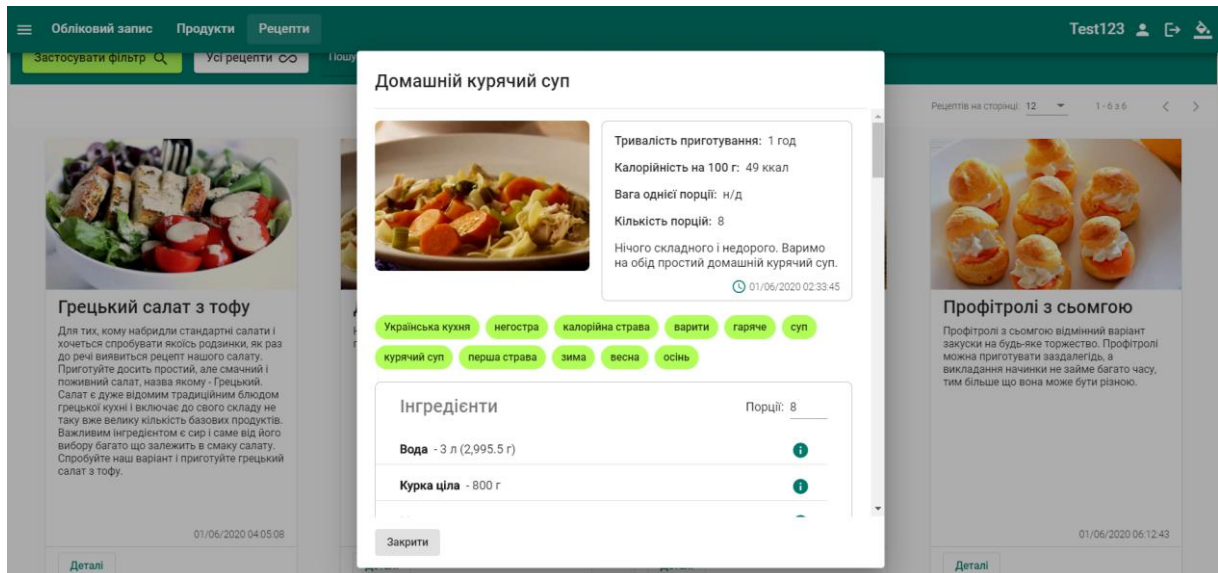 Обліковий запис Продукти Рецепти Test123
Застосувати фільтр Усі рецепти Пошу
Рецептів на сторінці: 12 1 - 6 з 6
Домашній курячий суп
Тривалість приготування: 1 год
Калорійність на 100 г: 49 ккал
Вага однієї порції: н/д
Кількість порцій: 8
Нічого складного і недорого. Варимо
на обід простий домашній курячий суп.
01/06/2020 02:33:45
Українська кухня негостра калорійна страва варити гаряче суп
курячий суп перша страва зима весна осінь
Інгредієнти Порції: 8
Вода - 3 л (2,995.5 г)
Курка ціла - 800 г
Закрити
Грецький салат з тофу
Для тих, кому набридли стандартні салати і
хочеться спробувати якоїсь родзинки, як раз
до речі виявиться рецепт нашого салату.
Приготуйте досить простий, але смачний і
поживний салат, назва якому - Грецький.
Салат є дуже відомим традиційним блюдом
грецької кухні і включає до свого складу не
таку вже велику кількість базових продуктів.
Важливим інгредієнтом є сир і саме від його
вибору багато що залежить в смаку салату.
Спробуйте наш варіант і приготуйте грецький
салат з тофу.
01/06/2020 04:05:08
Деталі
Профітролі з сьомгою
Профітролі з сьомгою відмінний варіант
закуски на будь-яке торжество. Профітролі
можна приготувати заздалегідь, а
викладання начинки не займе багато часу,
тим більше що вона може бути різною.
01/06/2020 06:12:43
Деталі